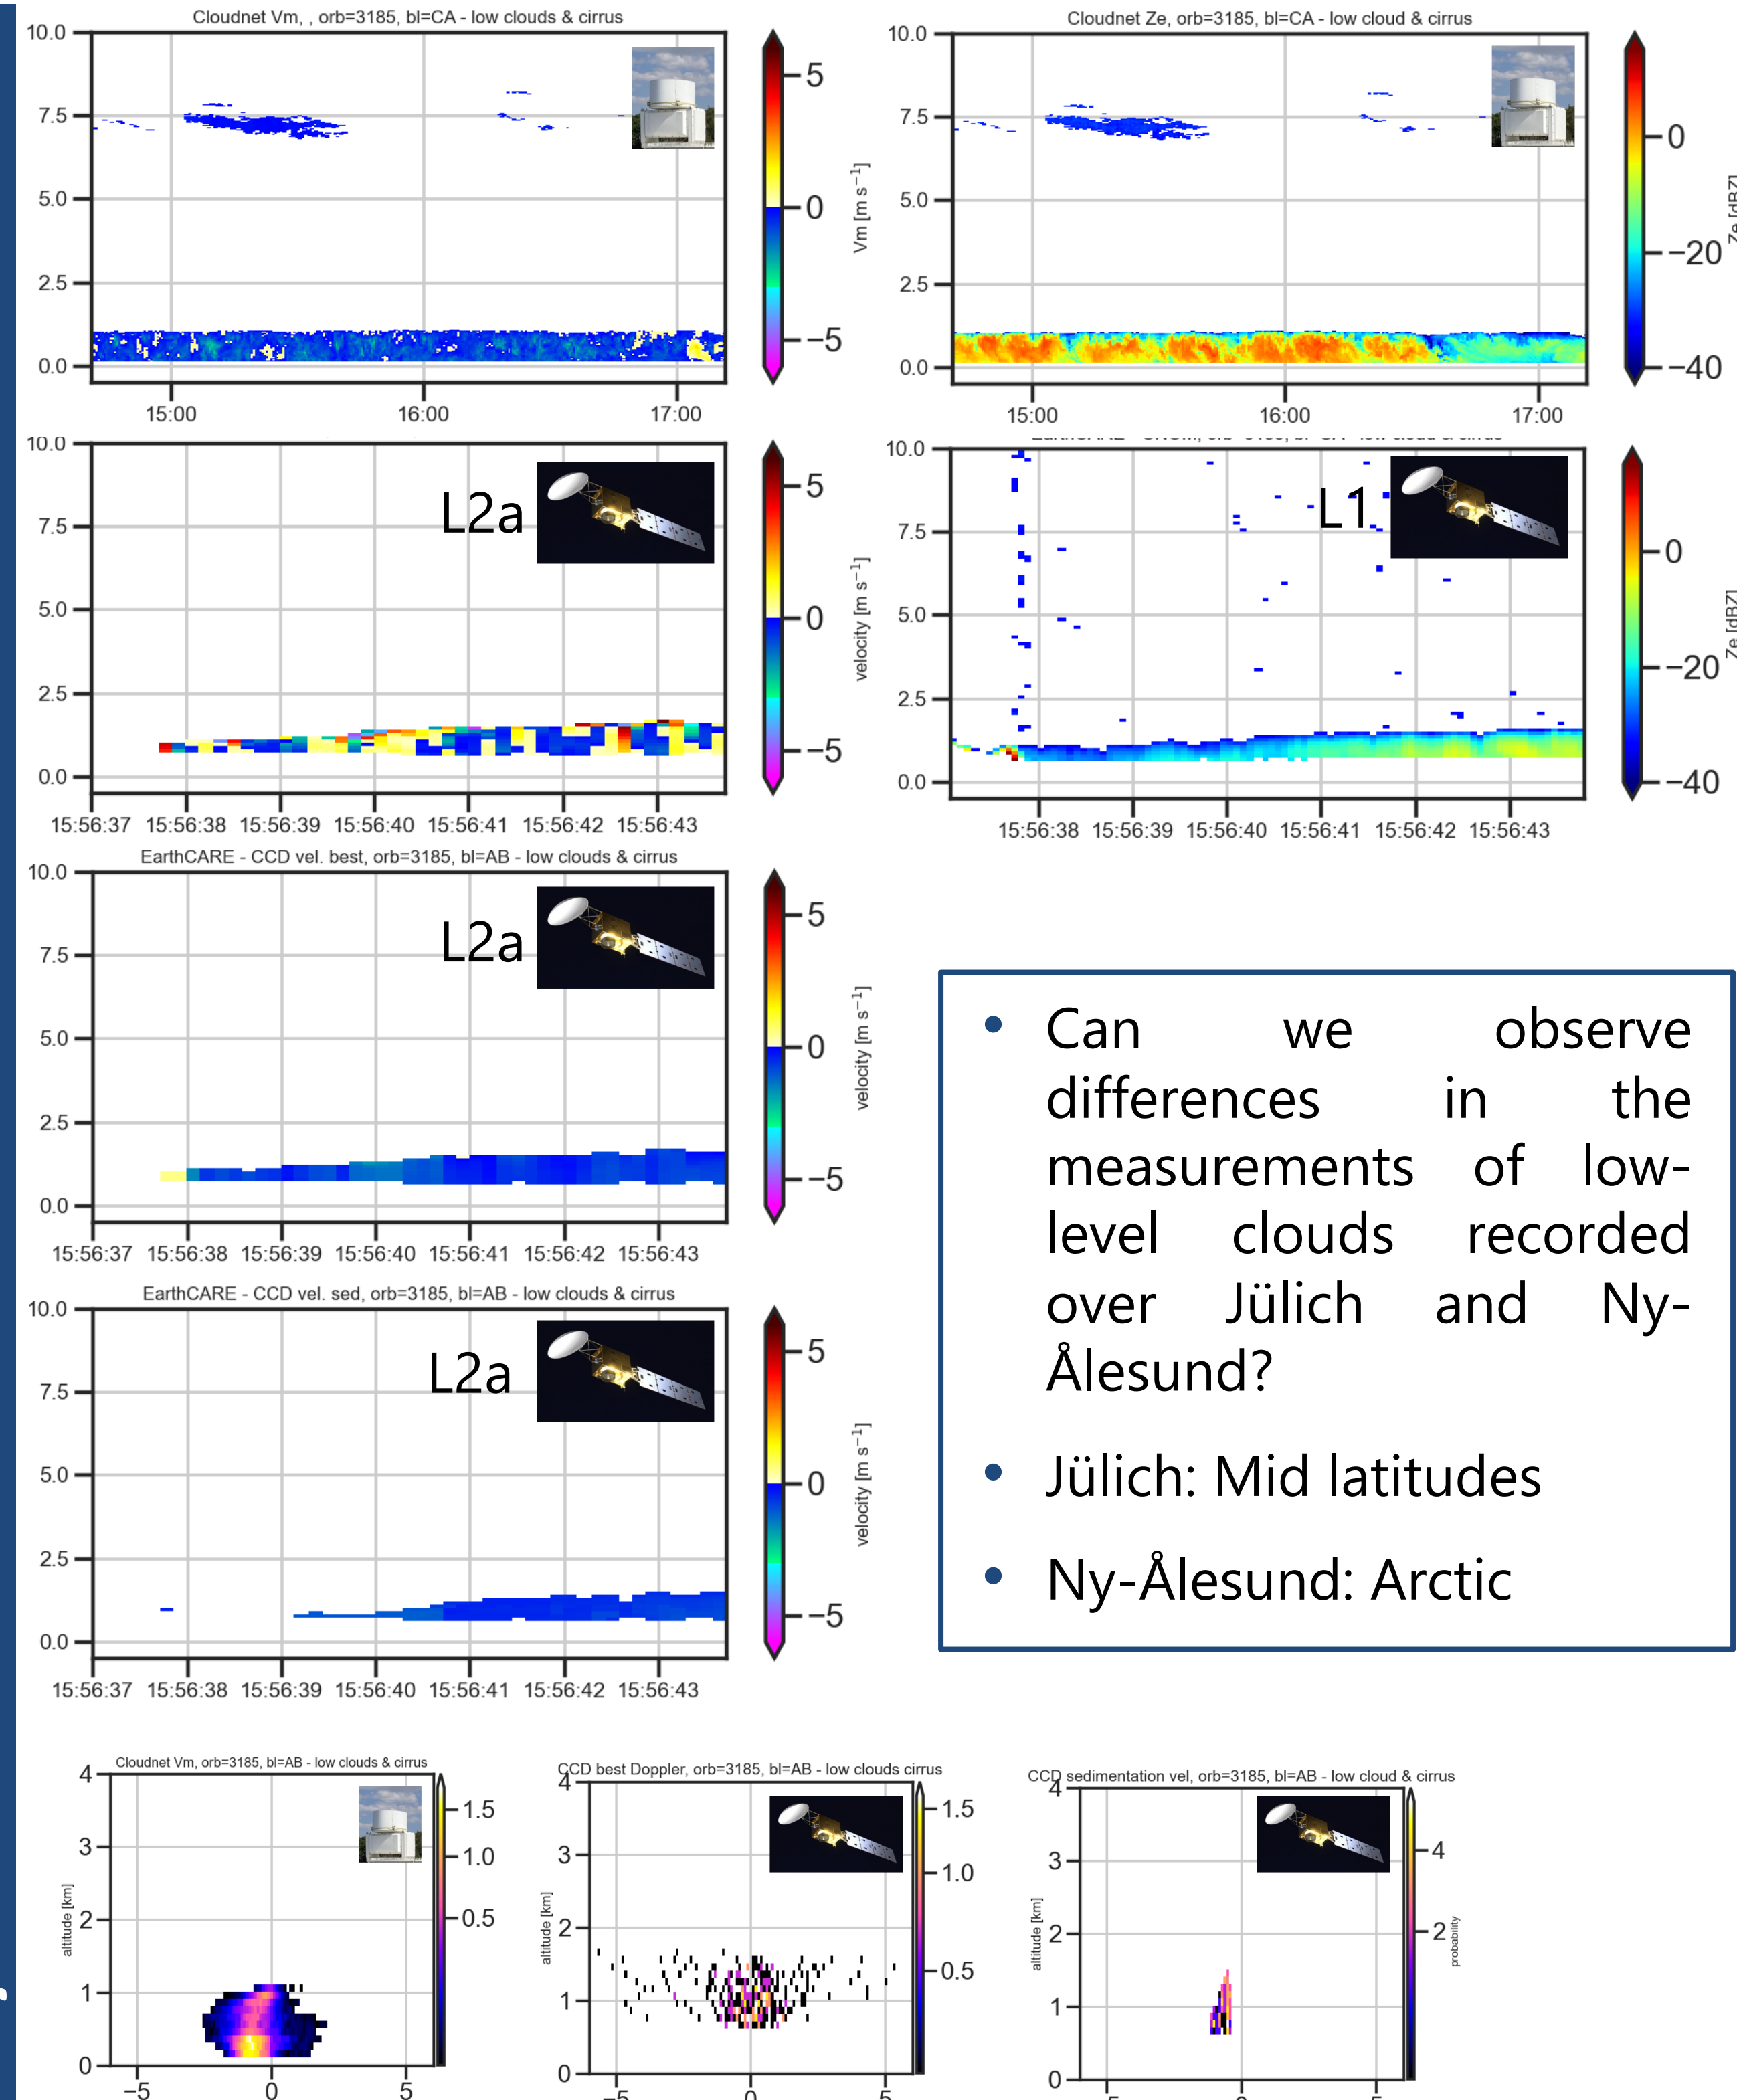 Cloudnet Vm, , orb=3185, bl=CA - low clouds & cirrus
10.0
7.5
5.0
2.5
0.0
15:00 16:00 17:00
5
0
−5
Vm [m s−1]
Cloudnet Ze, orb=3185, bl=CA - low cloud & cirrus
10.0
7.5
5.0
2.5
0.0
15:00 16:00 17:00
0
−20
−40
Ze [dBZ]
10.0
7.5
5.0
2.5
0.0
L2a
15:56:37 15:56:38 15:56:39 15:56:40 15:56:41 15:56:42 15:56:43
5
0
−5
velocity [m s−1]
10.0
7.5
5.0
2.5
0.0
L1
15:56:38 15:56:39 15:56:40 15:56:41 15:56:42 15:56:43
0
−20
−40
Ze [dBZ]
EarthCARE - CCD vel. best, orb=3185, bl=AB - low clouds & cirrus
10.0
7.5
5.0
2.5
0.0
L2a
15:56:37 15:56:38 15:56:39 15:56:40 15:56:41 15:56:42 15:56:43
5
0
−5
velocity [m s−1]
EarthCARE - CCD vel. sed, orb=3185, bl=AB - low clouds & cirrus
10.0
7.5
5.0
2.5
0.0
L2a
15:56:37 15:56:38 15:56:39 15:56:40 15:56:41 15:56:42 15:56:43
5
0
−5
velocity [m s−1]
• Can we observe
differences in the
measurements of low-
level clouds recorded
over Jülich and Ny-
Ålesund?
• Jülich: Mid latitudes
• Ny-Ålesund: Arctic
Cloudnet Vm, orb=3185, bl=AB - low clouds & cirrus
4
3
2
1
0
altitude [km]
−5 0 5
1.5
1.0
0.5
CCD best Doppler, orb=3185, bl=AB - low clouds cirrus
4
3
2
1
0
altitude [km]
−5 0 5
1.5
1.0
0.5
CCD sedimentation vel, orb=3185, bl=AB - low cloud & cirrus
4
3
2
1
0
altitude [km]
4
2
probability